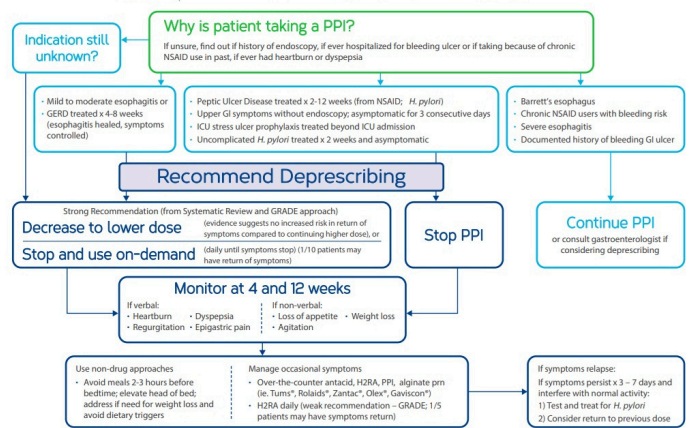 Why is patient taking a PPI?
If unsure, find out if history of endoscopy, if ever hospitalized for bleeding ulcer or if taking because of chronic
NSAID use in past, if ever had heartburn or dyspepsia
Indication still
unknown?
• Mild to moderate esophagitis or
• GERD treated x 4-8 weeks
(esophagitis healed, symptoms
controlled)
• Peptic Ulcer Disease treated x 2-12 weeks (from NSAID; H. pylori)
• Upper GI symptoms without endoscopy; asymptomatic for 3 consecutive days
• ICU stress ulcer prophylaxis treated beyond ICU admission
• Uncomplicated H. pylori treated x 2 weeks and asymptomatic
• Barrett's esophagus
• Chronic NSAID users with bleeding risk
• Severe esophagitis
• Documented history of bleeding GI ulcer
Recommend Deprescribing
Strong Recommendation (from Systematic Review and GRADE approach)
Decrease to lower dose
(evidence suggests no increased risk in return of
symptoms compared to continuing higher dose), or
Stop and use on-demand
(daily until symptoms stop) (1/10 patients may
have return of symptoms)
Stop PPI
Continue PPI
or consult gastroenterologist if
considering deprescribing
Monitor at 4 and 12 weeks
If verbal:
• Heartburn • Dyspepsia
• Regurgitation • Epigastric pain
If non-verbal:
• Loss of appetite • Weight loss
• Agitation
Use non-drug approaches
• Avoid meals 2-3 hours before
bedtime; elevate head of bed;
address if need for weight loss and
avoid dietary triggers
Manage occasional symptoms
• Over-the-counter antacid, H2RA, PPI, alginate prn
(ie. Tums®, Rolaids®, Zantac®, Olex®, Gaviscon®)
• H2RA daily (weak recommendation – GRADE; 1/5
patients may have symptoms return)
If symptoms relapse:
If symptoms persist x 3 – 7 days and
interfere with normal activity:
1) Test and treat for H. pylori
2) Consider return to previous dose